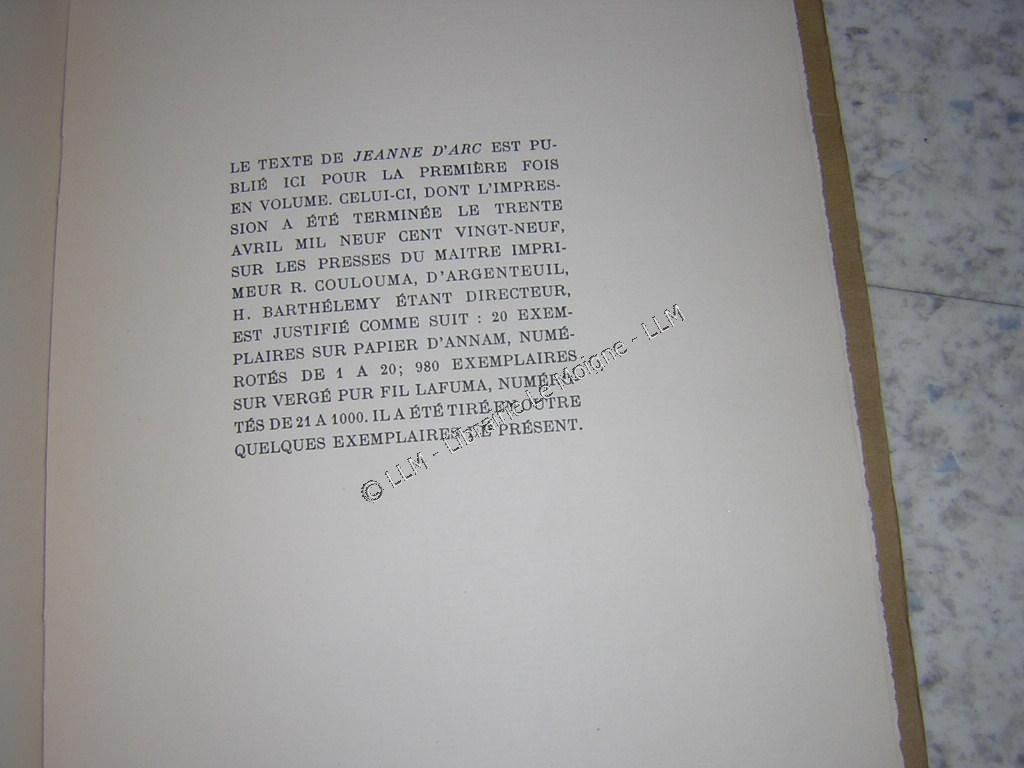 LE TEXTE DE JEANNE D'ARC EST PU-
BLIÉ ICI POUR LA PREMIÈRE FOIS
EN VOLUME. CELUI-CI, DONT L'IMPRES-
SION A ÉTÉ TERMINÉE LE TRENTE
AVRIL MIL NEUF CENT VINGT-NEUF,
SUR LES PRESSES DU MAITRE IMPRI-
MEUR R. COULOUMA, D'ARGENTEUIL,
H. BARTHÉLEMY ÉTANT DIRECTEUR,
EST JUSTIFIÉ COMME SUIT : 20 EXEM-
PLAIRES SUR PAPIER D'ANNAM, NUMÉ-
ROTÉS DE 1 A 20; 980 EXEMPLAIRES
SUR VERGÉ PUR FIL LAFUMA, NUMÉRO-
TÉS DE 21 A 1000. IL A ÉTÉ TIRÉ EN OUTRE
QUELQUES EXEMPLAIRES DE PRÉSENT.
© LLM - Librairie Le Moigne - LLM